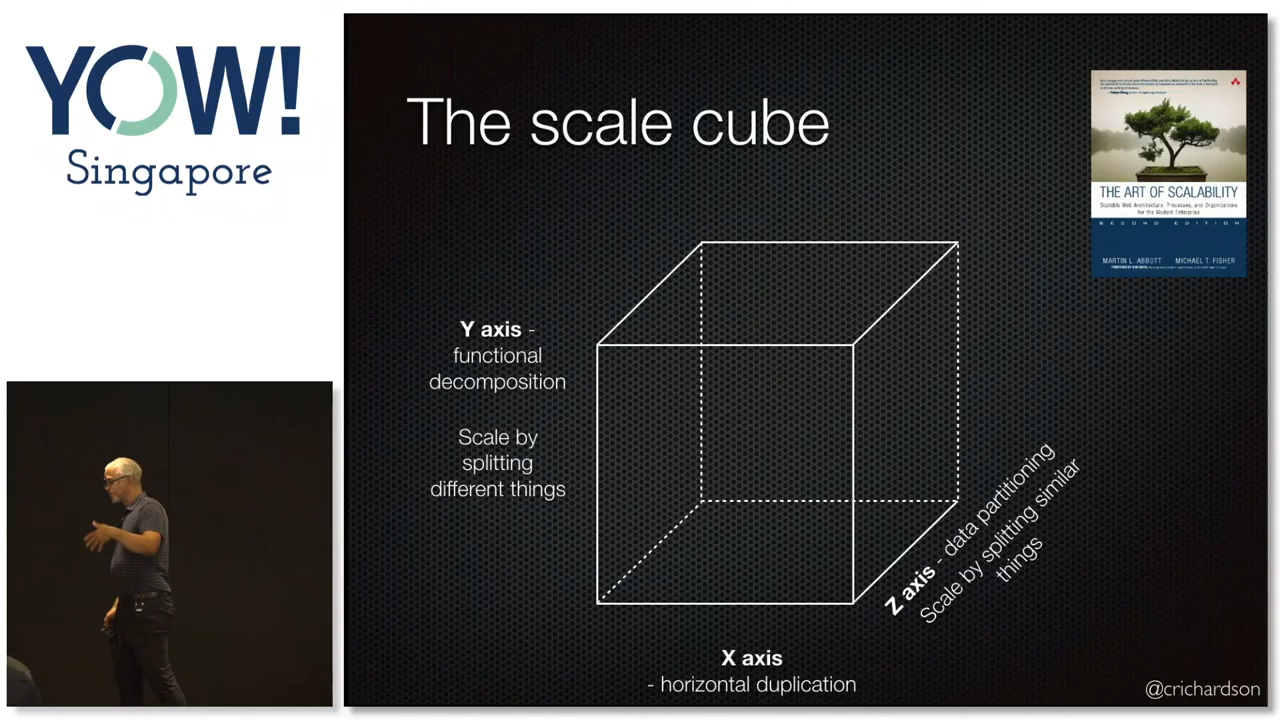 YOW!
Singapore
The scale cube
THE ART OF SCALABILITY
Scalable Web Architecture, Processes, and Organizations
for the Modern Enterprise
SECOND EDITION
MARTIN L. ABBOTT MICHAEL T. FISHER
Y axis -
functional
decomposition
Scale by
splitting
different things
Z axis - data partitioning
Scale by splitting similar
things
X axis
- horizontal duplication
@crichardson